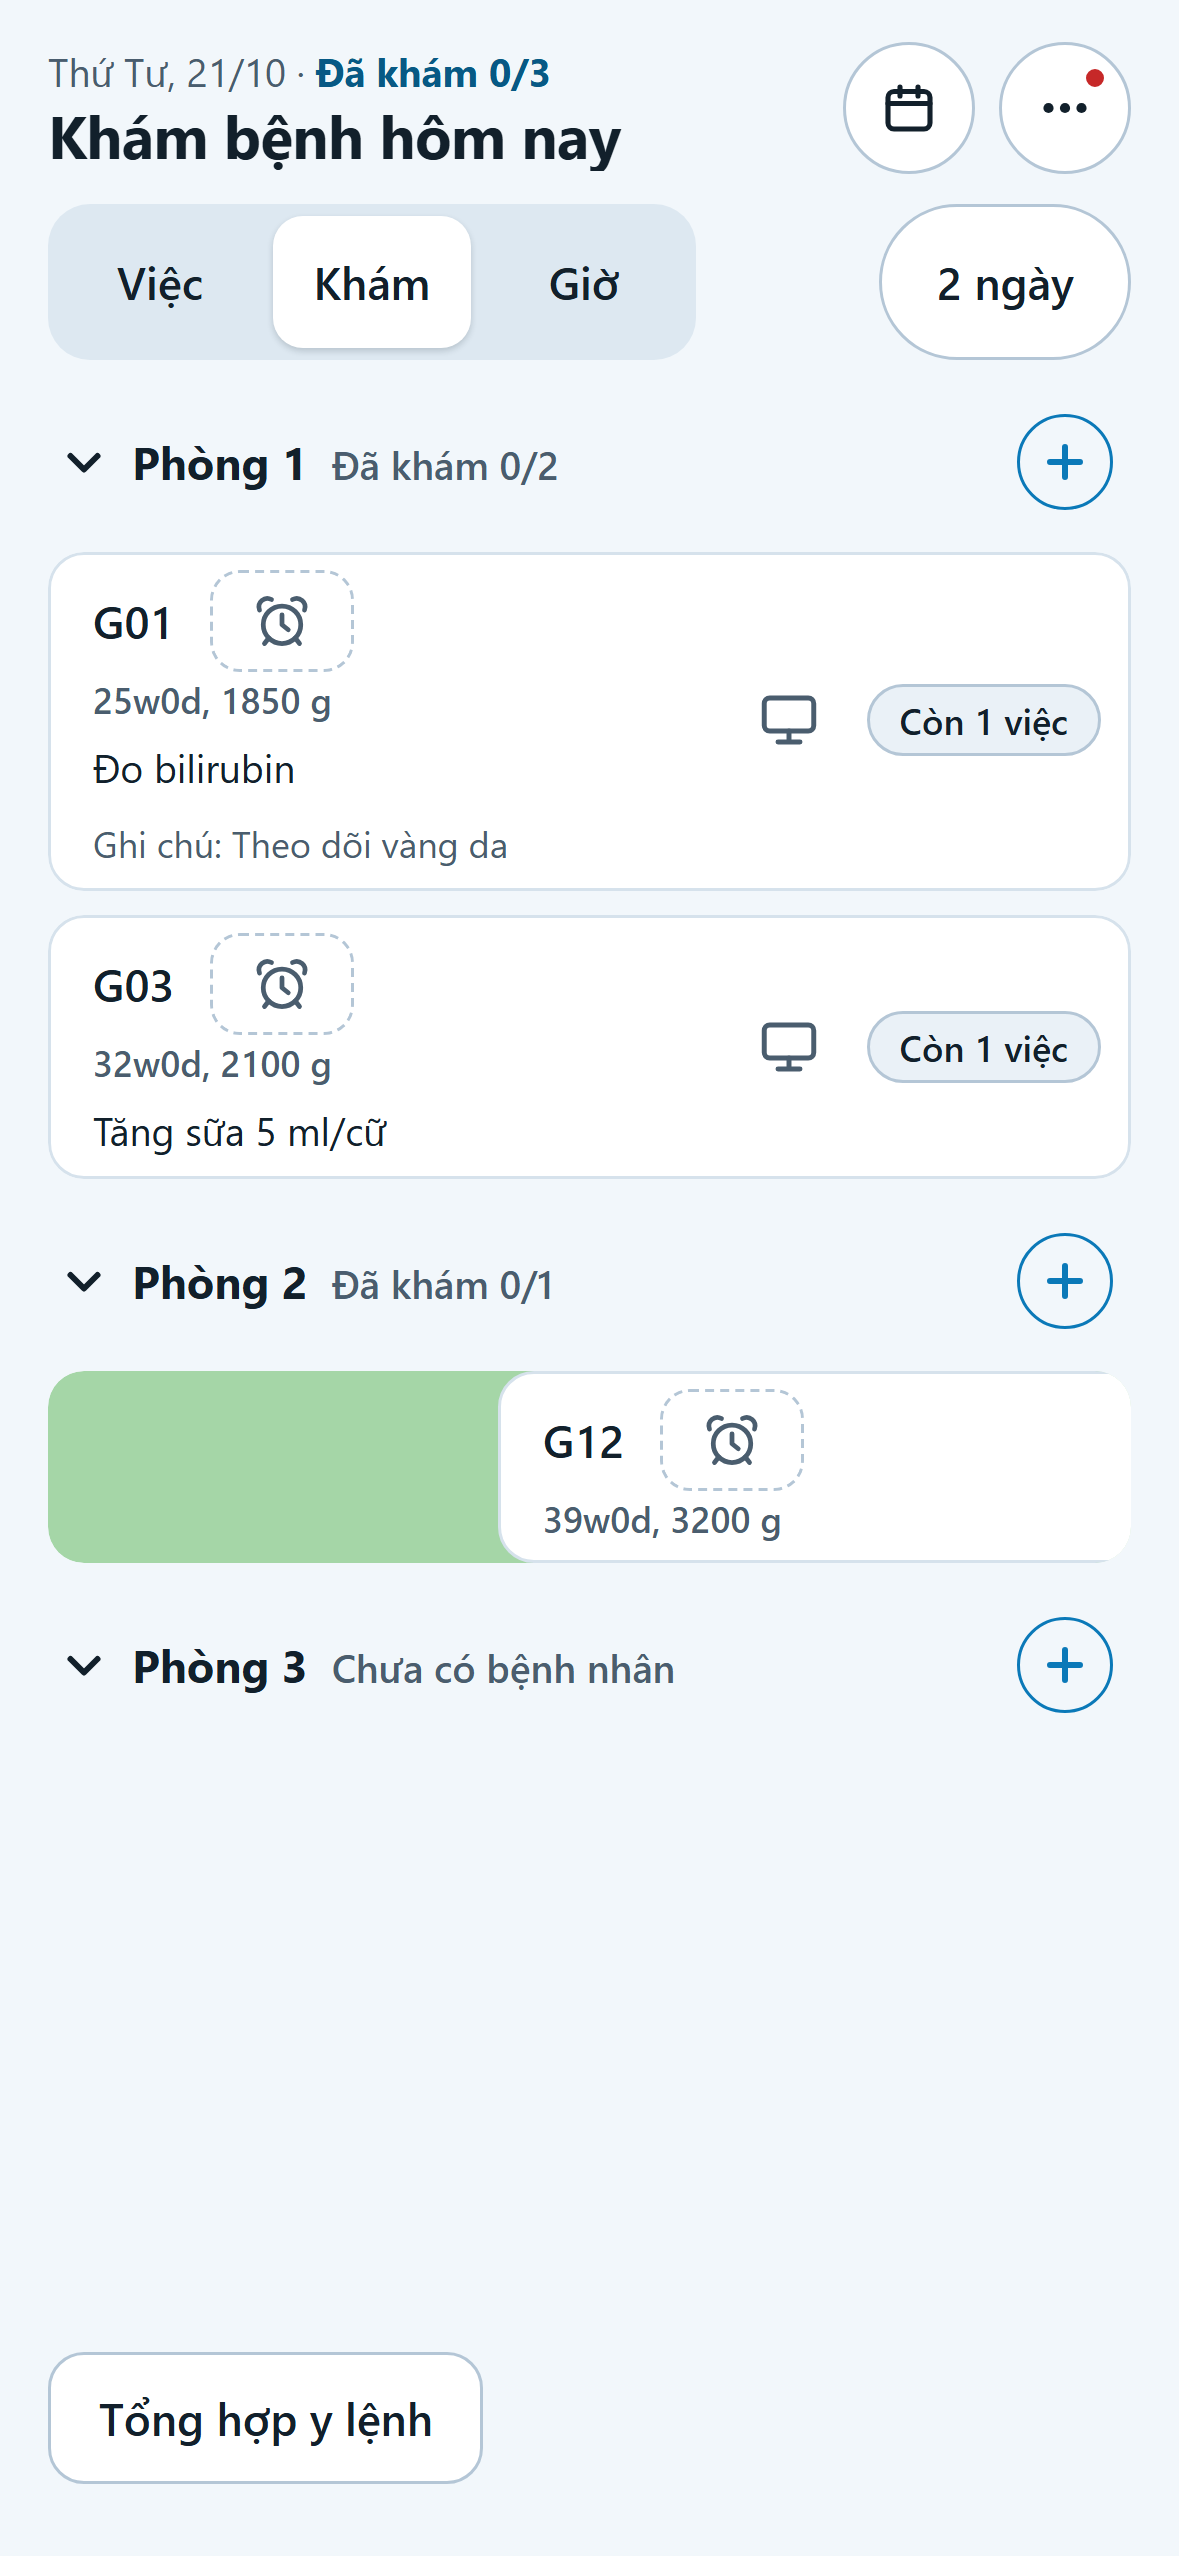 Thứ Tư, 21/10 · Đã khám 0/3
Khám bệnh hôm nay
Việc
Khám
Giờ
2 ngày
Phòng 1 Đã khám 0/2
G01
25w0d, 1850 g
Đo bilirubin
Ghi chú: Theo dõi vàng da
Còn 1 việc
G03
32w0d, 2100 g
Tăng sữa 5 ml/cữ
Còn 1 việc
Phòng 2 Đã khám 0/1
G12
39w0d, 3200 g
Phòng 3 Chưa có bệnh nhân
Tổng hợp y lệnh